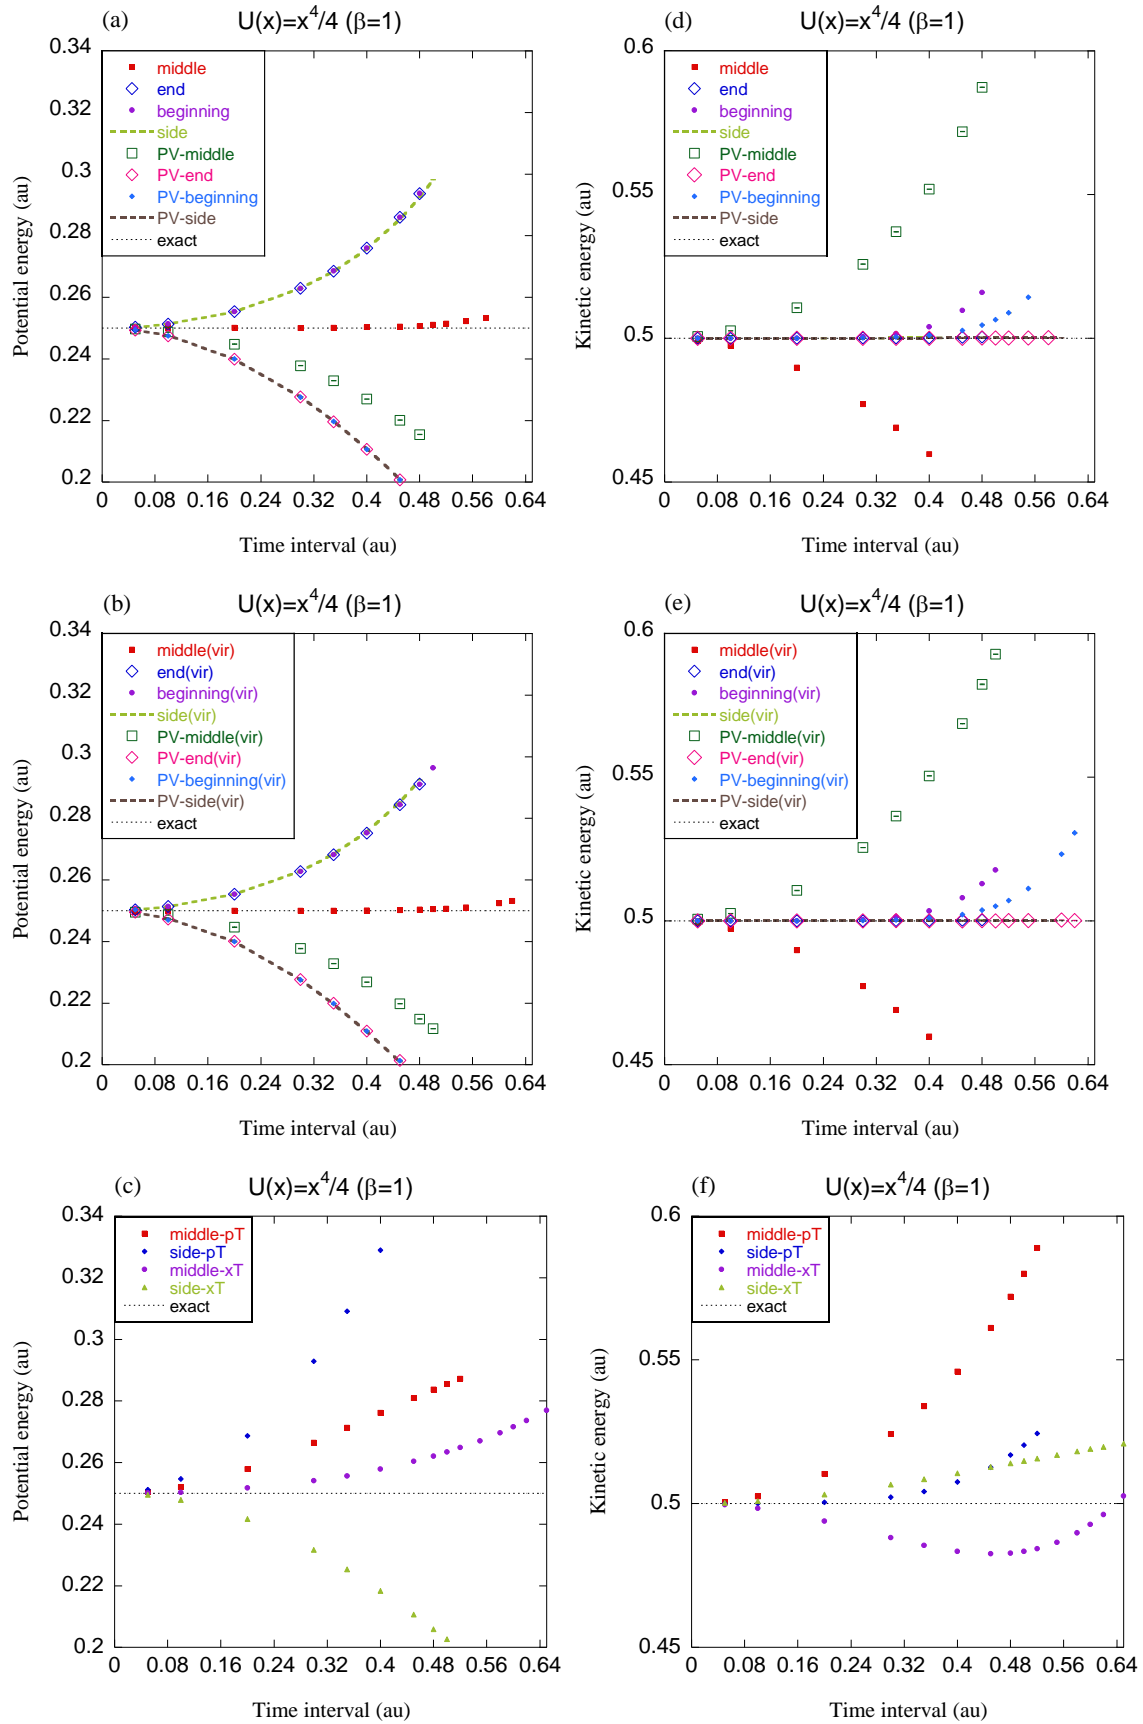 (a) U(x)=x^4/4 (β=1)
0.34
0.32
0.3
0.28
0.26
0.24
0.22
0.2
Potential energy (au)
middle
end
beginning
side
PV-middle
PV-end
PV-beginning
PV-side
exact
0 0.08 0.16 0.24 0.32 0.4 0.48 0.56 0.64
Time interval (au)
(d) U(x)=x^4/4 (β=1)
0.6
0.55
0.5
0.45
Kinetic energy (au)
middle
end
beginning
side
PV-middle
PV-end
PV-beginning
PV-side
exact
0 0.08 0.16 0.24 0.32 0.4 0.48 0.56 0.64
Time interval (au)
(b) U(x)=x^4/4 (β=1)
0.34
0.32
0.3
0.28
0.26
0.24
0.22
0.2
Potential energy (au)
middle(vir)
end(vir)
beginning(vir)
side(vir)
PV-middle(vir)
PV-end(vir)
PV-beginning(vir)
PV-side(vir)
exact
0 0.08 0.16 0.24 0.32 0.4 0.48 0.56 0.64
Time interval (au)
(e) U(x)=x^4/4 (β=1)
0.6
0.55
0.5
0.45
Kinetic energy (au)
middle(vir)
end(vir)
beginning(vir)
side(vir)
PV-middle(vir)
PV-end(vir)
PV-beginning(vir)
PV-side(vir)
exact
0 0.08 0.16 0.24 0.32 0.4 0.48 0.56 0.64
Time interval (au)
(c) U(x)=x^4/4 (β=1)
0.34
0.32
0.3
0.28
0.26
0.24
0.22
0.2
Potential energy (au)
middle-pT
side-pT
middle-xT
side-xT
exact
0 0.08 0.16 0.24 0.32 0.4 0.48 0.56 0.64
Time interval (au)
(f) U(x)=x^4/4 (β=1)
0.6
0.55
0.5
0.45
Kinetic energy (au)
middle-pT
side-pT
middle-xT
side-xT
exact
0 0.08 0.16 0.24 0.32 0.4 0.48 0.56 0.64
Time interval (au)